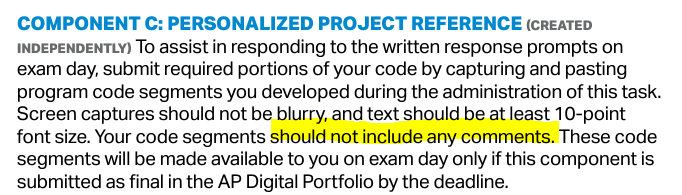 COMPONENT C: PERSONALIZED PROJECT REFERENCE (CREATED
INDEPENDENTLY) To assist in responding to the written response prompts on
exam day, submit required portions of your code by capturing and pasting
program code segments you developed during the administration of this task.
Screen captures should not be blurry, and text should be at least 10-point
font size. Your code segments should not include any comments. These code
segments will be made available to you on exam day only if this component is
submitted as final in the AP Digital Portfolio by the deadline.